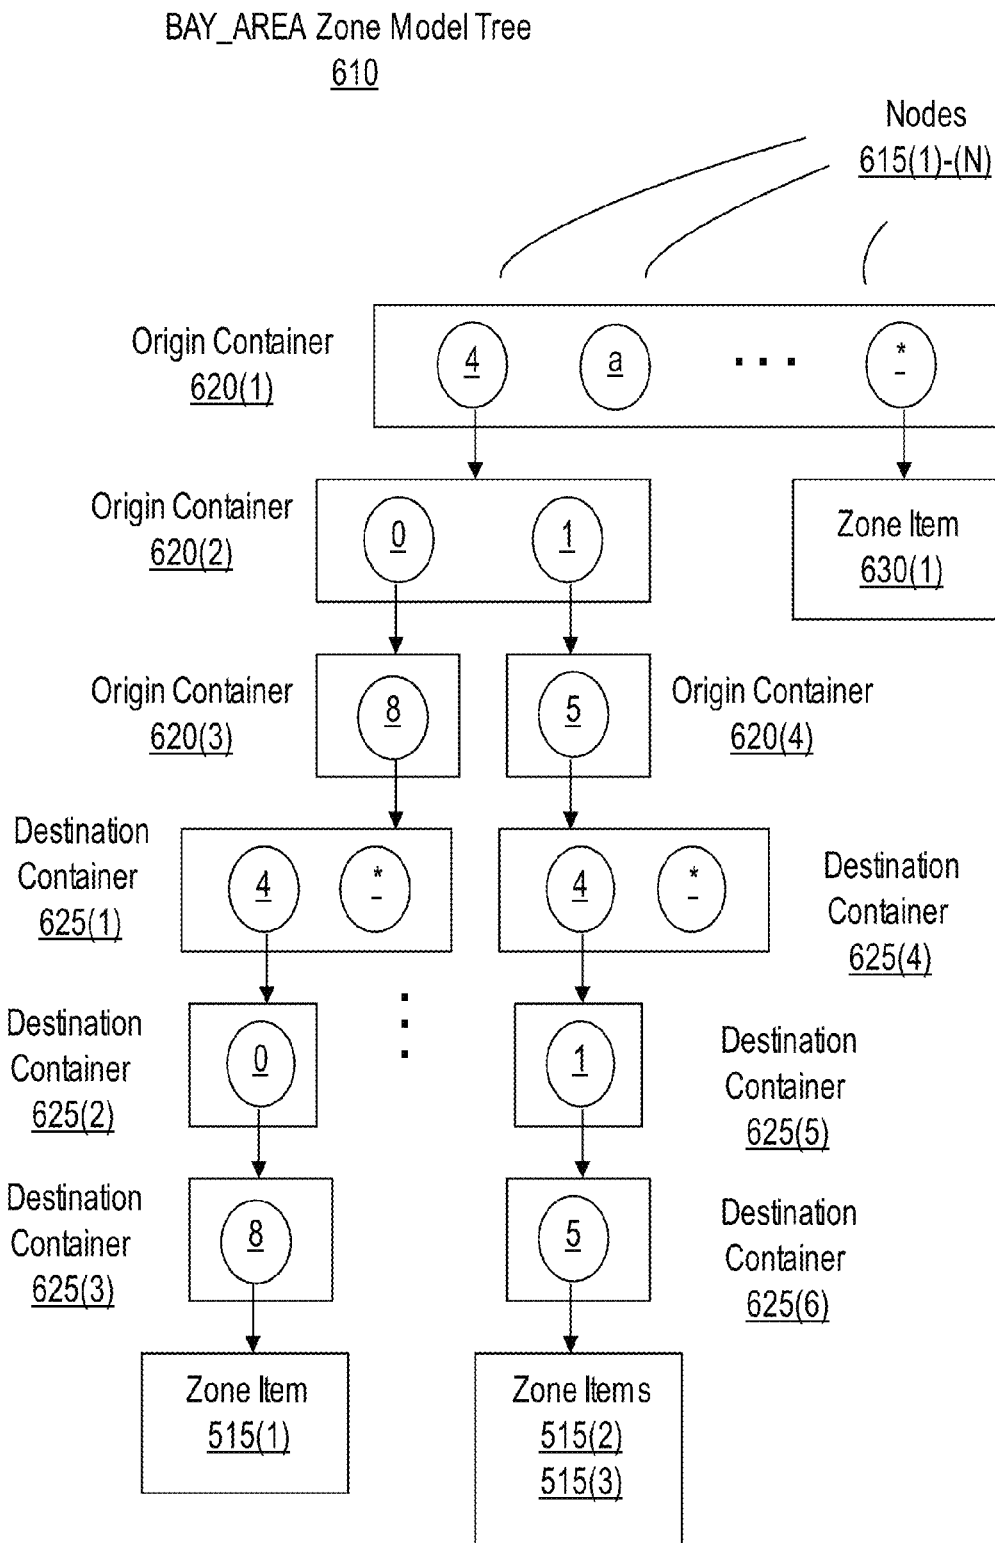 BAY_AREA Zone Model Tree
610
Nodes
615(1)-(N)
Origin Container
620(1)
4 a . . . *
Origin Container
620(2)
0 1
Zone Item
630(1)
Origin Container
620(3)
8
5
Origin Container
620(4)
Destination
Container
625(1)
4 *
4 *
Destination
Container
625(4)
Destination
Container
625(2)
0
1
Destination
Container
625(5)
Destination
Container
625(3)
8
5
Destination
Container
625(6)
Zone Item
515(1)
Zone Items
515(2)
515(3)